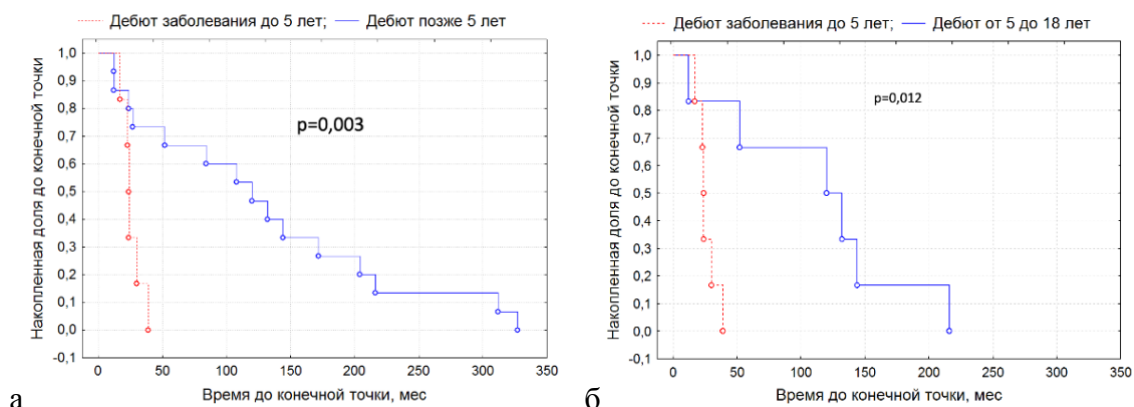 Дебют заболевания до 5 лет; Дебют позже 5 лет
p=0,003
Накопленная доля до конечной точки
1,0
0,9
0,8
0,7
0,6
0,5
0,4
0,3
0,2
0,1
0,0
-0,1
0 50 100 150 200 250 300 350
Время до конечной точки, мес
а
Дебют заболевания до 5 лет; Дебют от 5 до 18 лет
p=0,012
Накопленная доля до конечной точки
1,0
0,9
0,8
0,7
0,6
0,5
0,4
0,3
0,2
0,1
0,0
-0,1
0 50 100 150 200 250 300 350
Время до конечной точки, мес
б